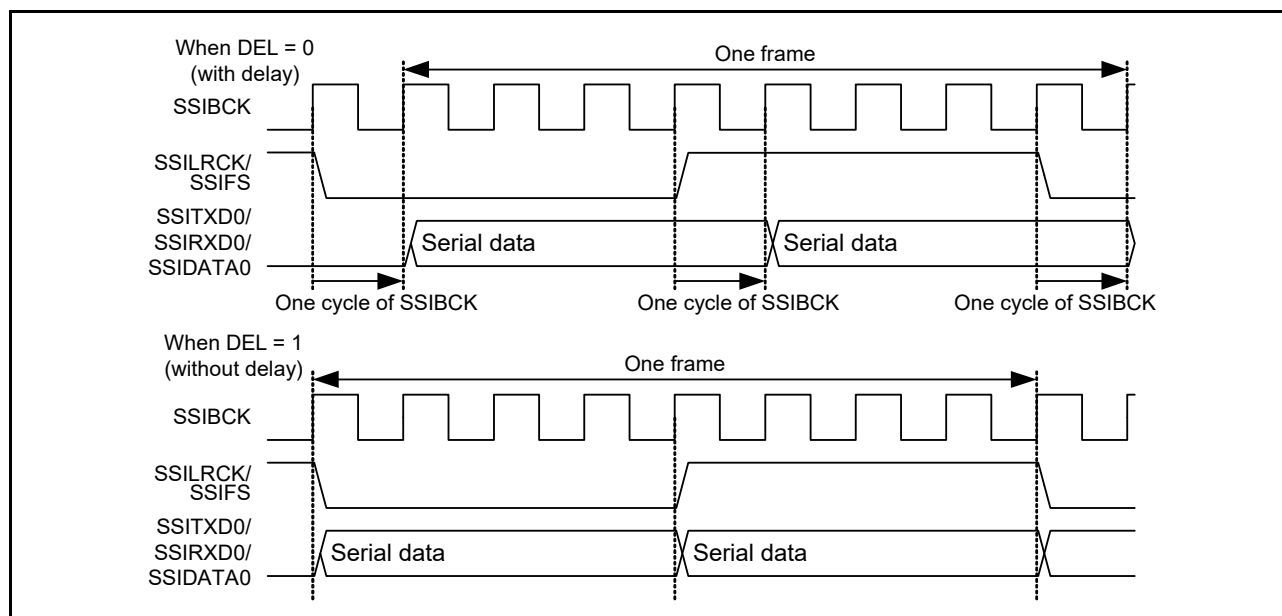 When DEL = 0
(with delay)
One frame
SSIBCK
SSILRCK/
SSIFS
SSITXD0/
SSIRXD0/
SSIDATA0
Serial data
Serial data
One cycle of SSIBCK
One cycle of SSIBCK
One cycle of SSIBCK
When DEL = 1
(without delay)
One frame
SSIBCK
SSILRCK/
SSIFS
SSITXD0/
SSIRXD0/
SSIDATA0
Serial data
Serial data